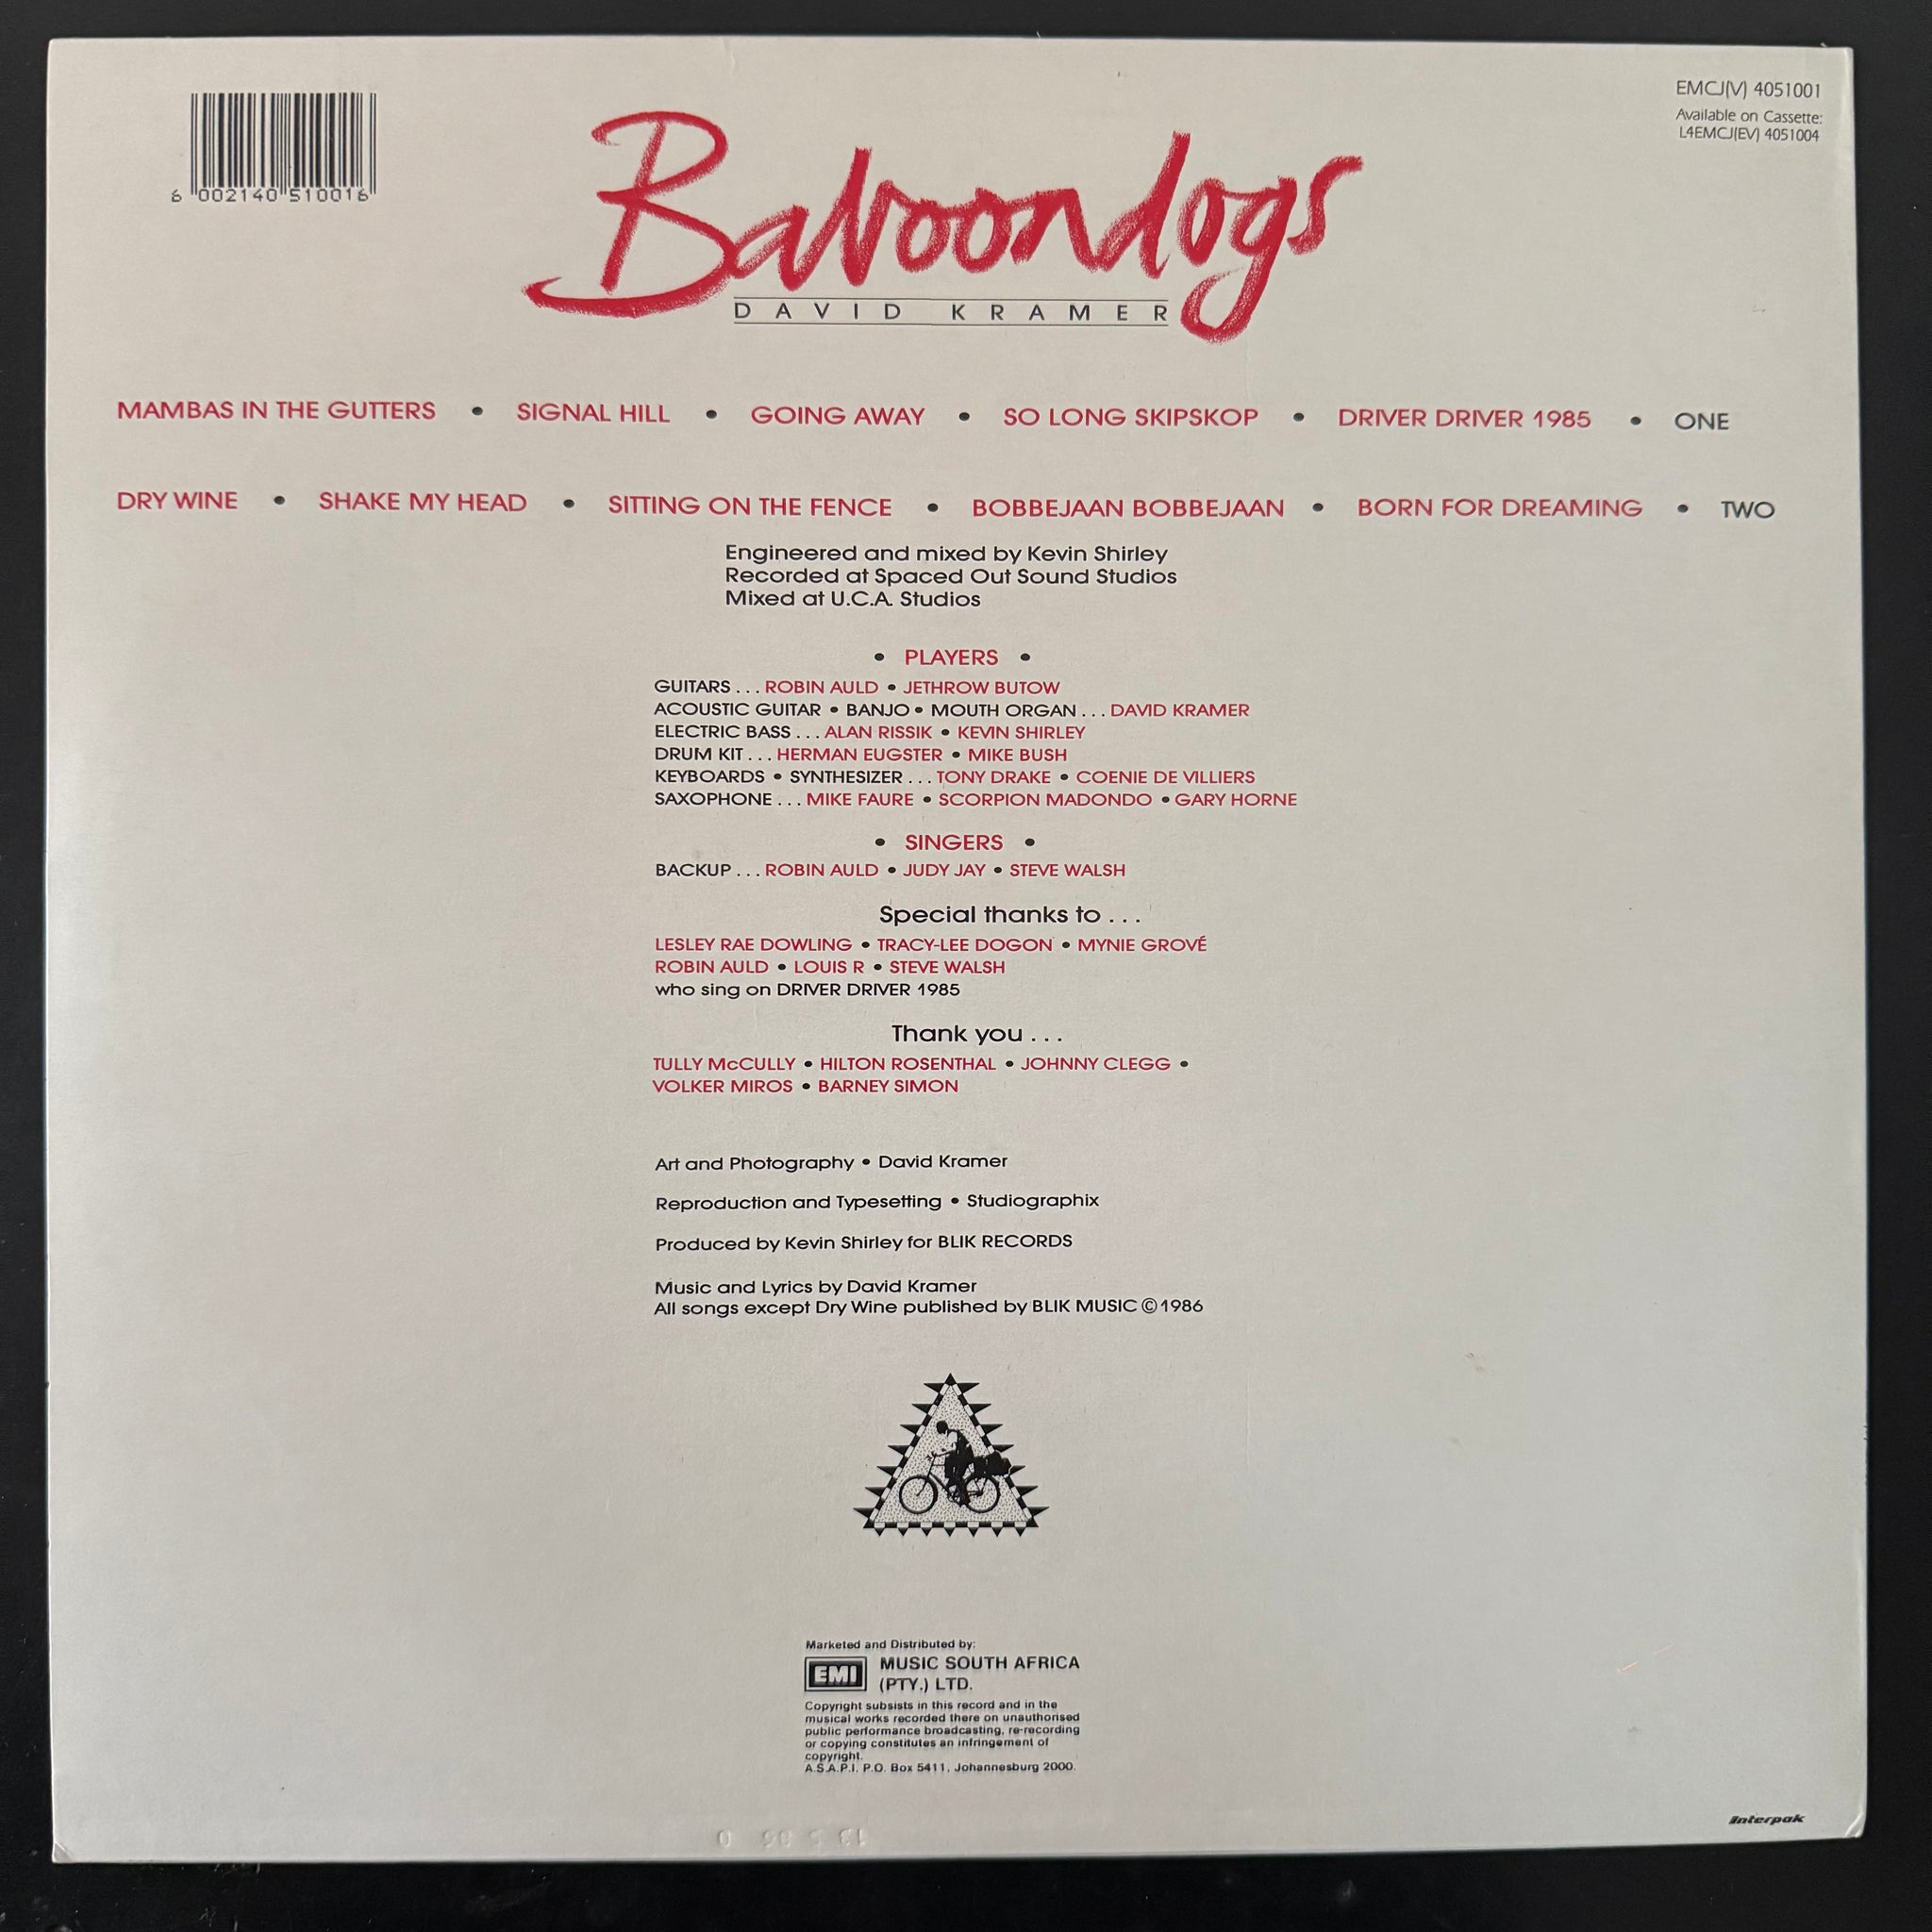 6 002140 510016
EMCJ(V) 4051001
Available on Cassette:
L4EMCJ(EV) 4051004
Baboondogs
DAVID KRAMER
MAMBAS IN THE GUTTERS • SIGNAL HILL • GOING AWAY • SO LONG SKIPSKOP • DRIVER DRIVER 1985 • ONE
DRY WINE • SHAKE MY HEAD • SITTING ON THE FENCE • BOBBEJAAN BOBBEJAAN • BORN FOR DREAMING • TWO
Engineered and mixed by Kevin Shirley
Recorded at Spaced Out Sound Studios
Mixed at U.C.A. Studios
• PLAYERS •
GUITARS . . . ROBIN AULD • JETHROW BUTOW
ACOUSTIC GUITAR • BANJO • MOUTH ORGAN . . . DAVID KRAMER
ELECTRIC BASS . . . ALAN RISSIK • KEVIN SHIRLEY
DRUM KIT . . . HERMAN EUGSTER • MIKE BUSH
KEYBOARDS • SYNTHESIZER . . . TONY DRAKE • COENIE DE VILLIERS
SAXOPHONE . . . MIKE FAURE • SCORPION MADONDO • GARY HORNE
• SINGERS •
BACKUP . . . ROBIN AULD • JUDY JAY • STEVE WALSH
Special thanks to . . .
LESLEY RAE DOWLING • TRACY-LEE DOGON • MYNIE GROVÉ
ROBIN AULD • LOUIS R • STEVE WALSH
who sing on DRIVER DRIVER 1985
Thank you . . .
TULLY McCULLY • HILTON ROSENTHAL • JOHNNY CLEGG •
VOLKER MIROS • BARNEY SIMON
Art and Photography • David Kramer
Reproduction and Typesetting • Studiographix
Produced by Kevin Shirley for BLIK RECORDS
Music and Lyrics by David Kramer
All songs except Dry Wine published by BLIK MUSIC © 1986
Marketed and Distributed by:
EMI MUSIC SOUTH AFRICA
(PTY.) LTD.
Copyright subsists in this record and in the
musical works recorded there on unauthorised
public performance broadcasting, re-recording
or copying constitutes an infringement of
copyright.
A.S.A.P.I. P.O. Box 5411, Johannesburg 2000.
Interpak